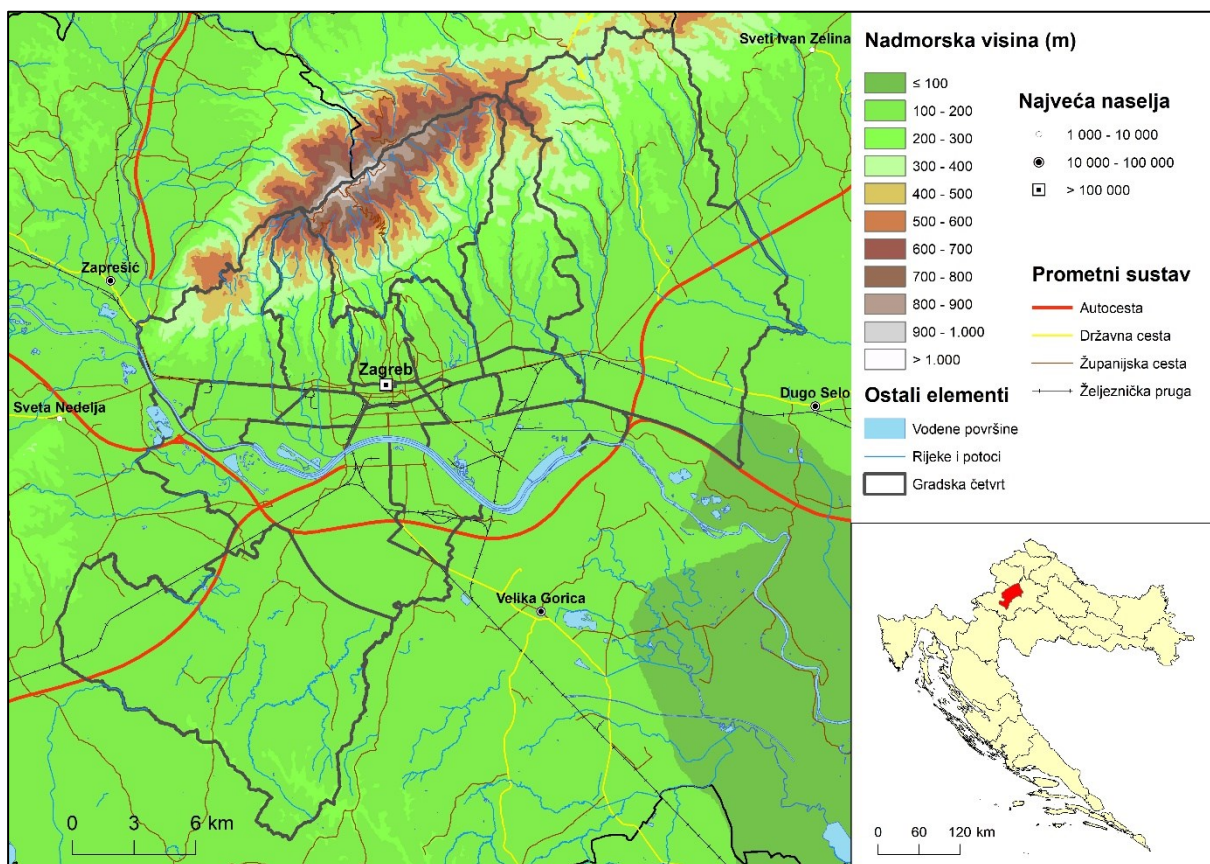 Sveti Ivan Zelina
Zaprešić
Zagreb
Sveta Nedelja
Dugo Selo
Velika Gorica
0 3 6 km
Nadmorska visina (m)
≤ 100
100 - 200
200 - 300
300 - 400
400 - 500
500 - 600
600 - 700
700 - 800
800 - 900
900 - 1.000
> 1.000
Najveća naselja
1 000 - 10 000
10 000 - 100 000
> 100 000
Prometni sustav
Autocesta
Državna cesta
Županijska cesta
Željeznička pruga
Ostali elementi
Vodene površine
Rijeke i potoci
Gradska četvrt
0 60 120 km